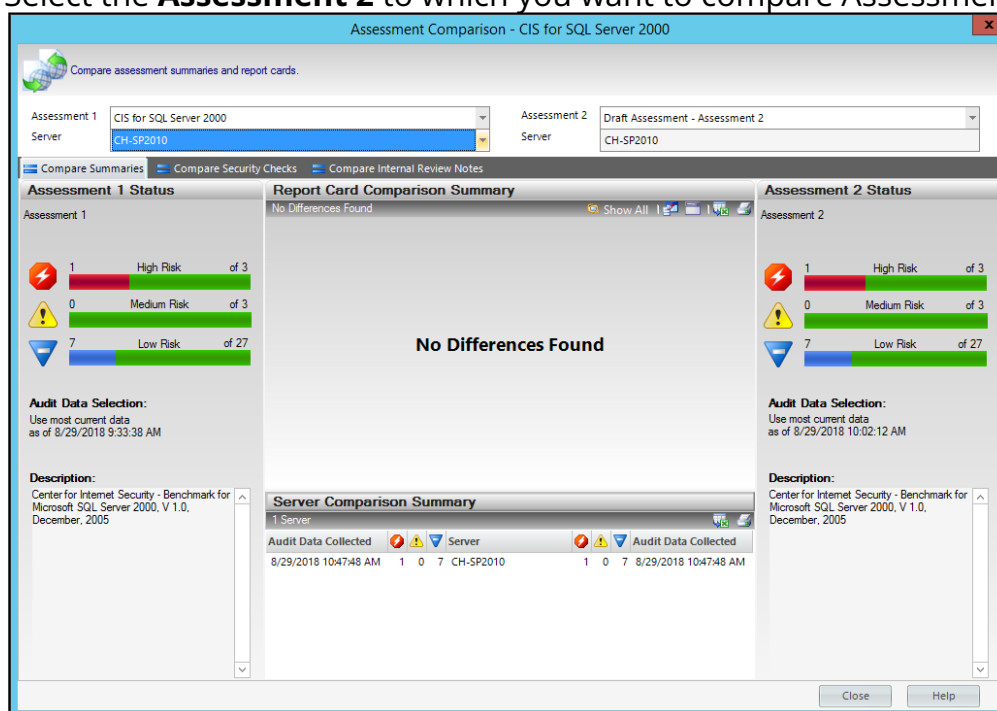 Select the Assessment 2 to which you want to compare Assessmen
Assessment Comparison - CIS for SQL Server 2000
x
Compare assessment summaries and report cards.
Assessment 1 CIS for SQL Server 2000
Server CH-SP2010
Assessment 2 Draft Assessment - Assessment 2
Server CH-SP2010
Compare Summaries Compare Security Checks Compare Internal Review Notes
Assessment 1 Status
Assessment 1
1 High Risk of 3
0 Medium Risk of 3
7 Low Risk of 27
Audit Data Selection:
Use most current data
as of 8/29/2018 9:33:38 AM
Description:
Center for Internet Security - Benchmark for
Microsoft SQL Server 2000, V 1.0,
December, 2005
Report Card Comparison Summary
No Differences Found Show All
No Differences Found
Server Comparison Summary
1 Server
Audit Data Collected Server Audit Data Collected
8/29/2018 10:47:48 AM 1 0 7 CH-SP2010 1 0 7 8/29/2018 10:47:48 AM
Assessment 2 Status
Assessment 2
1 High Risk of 3
0 Medium Risk of 3
7 Low Risk of 27
Audit Data Selection:
Use most current data
as of 8/29/2018 10:02:12 AM
Description:
Center for Internet Security - Benchmark for
Microsoft SQL Server 2000, V 1.0,
December, 2005
Close Help